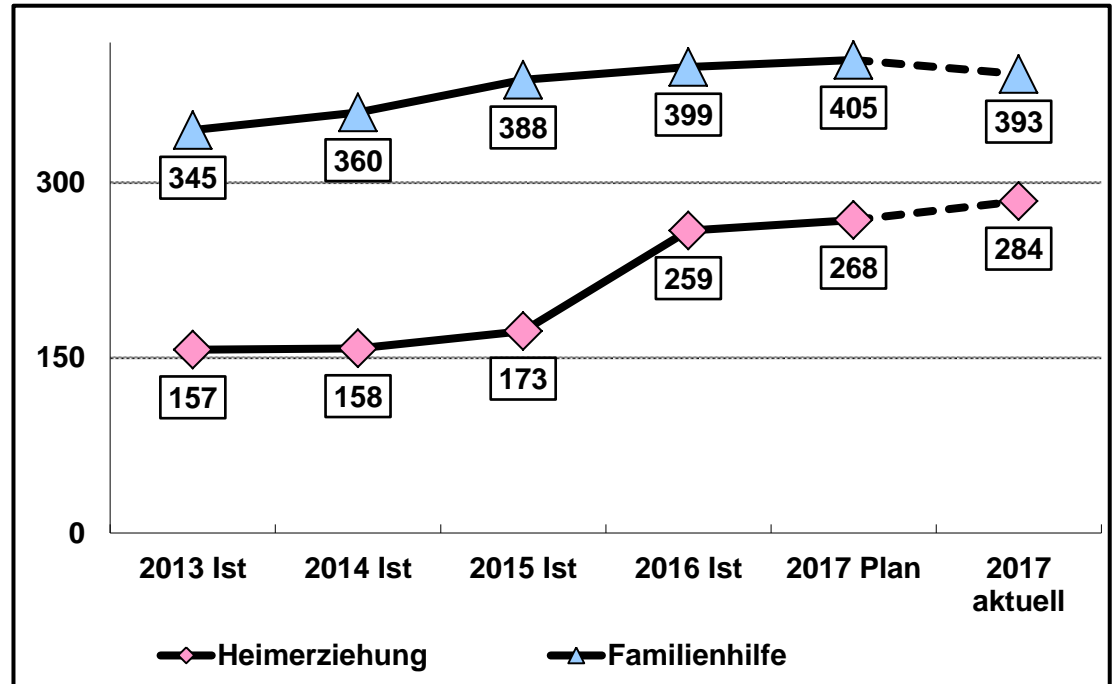 345
360
388
399
405
393
300
157
158
173
259
268
284
150
0
2013 Ist
2014 Ist
2015 Ist
2016 Ist
2017 Plan
2017
aktuell
Heimerziehung
Familienhilfe